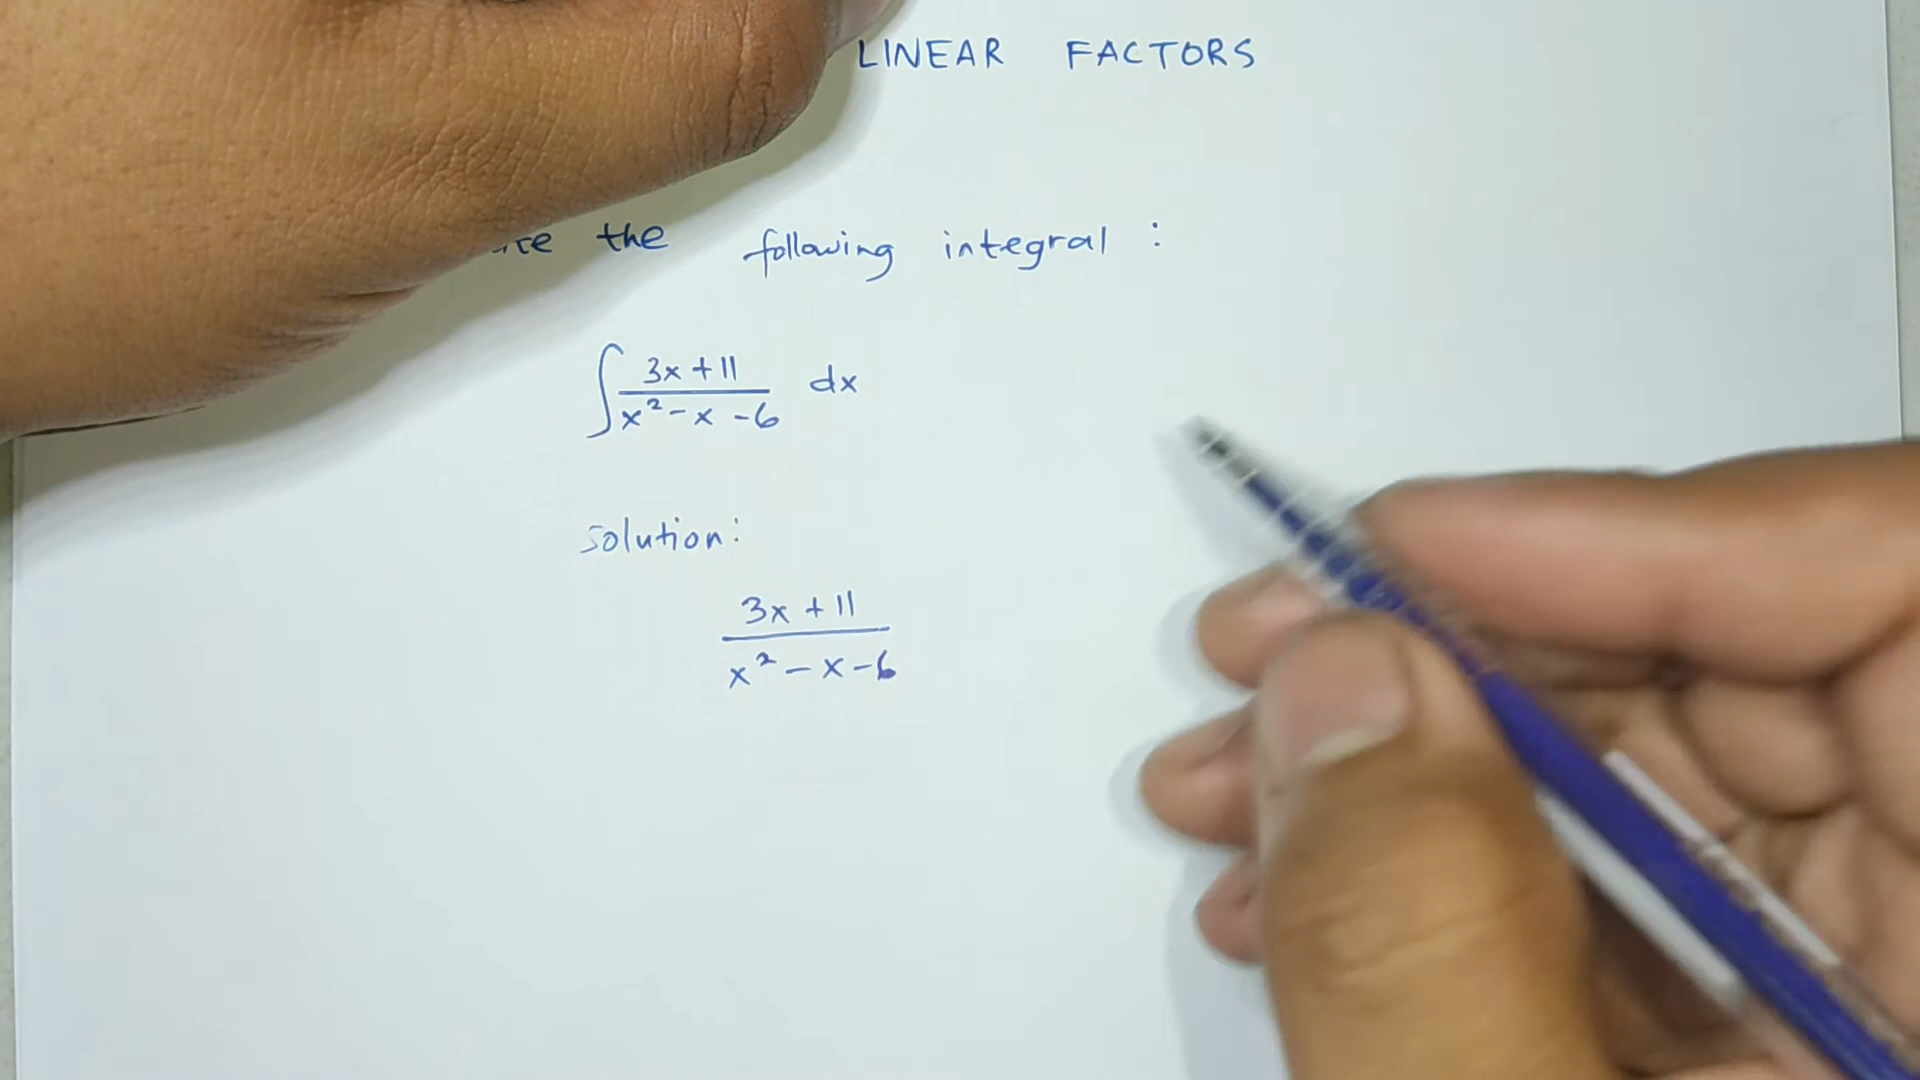 LINEAR FACTORS
the following integral :
∫ 3x + 11 / x² - x - 6 dx
Solution:
3x + 11
x² - x - 6